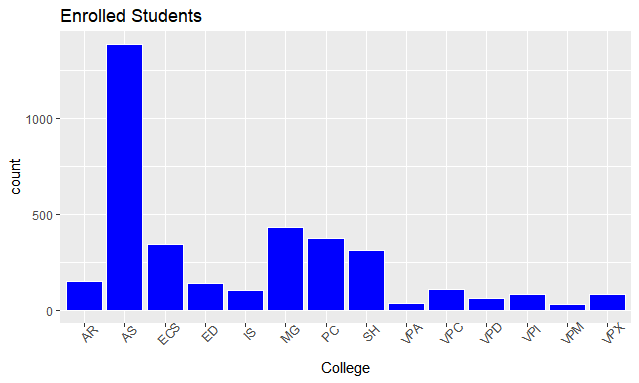 Enrolled Students
count
1000
500
0
AR AS ECS ED IS MG PC SH VPA VPC VPD VPI VPM VPX
College